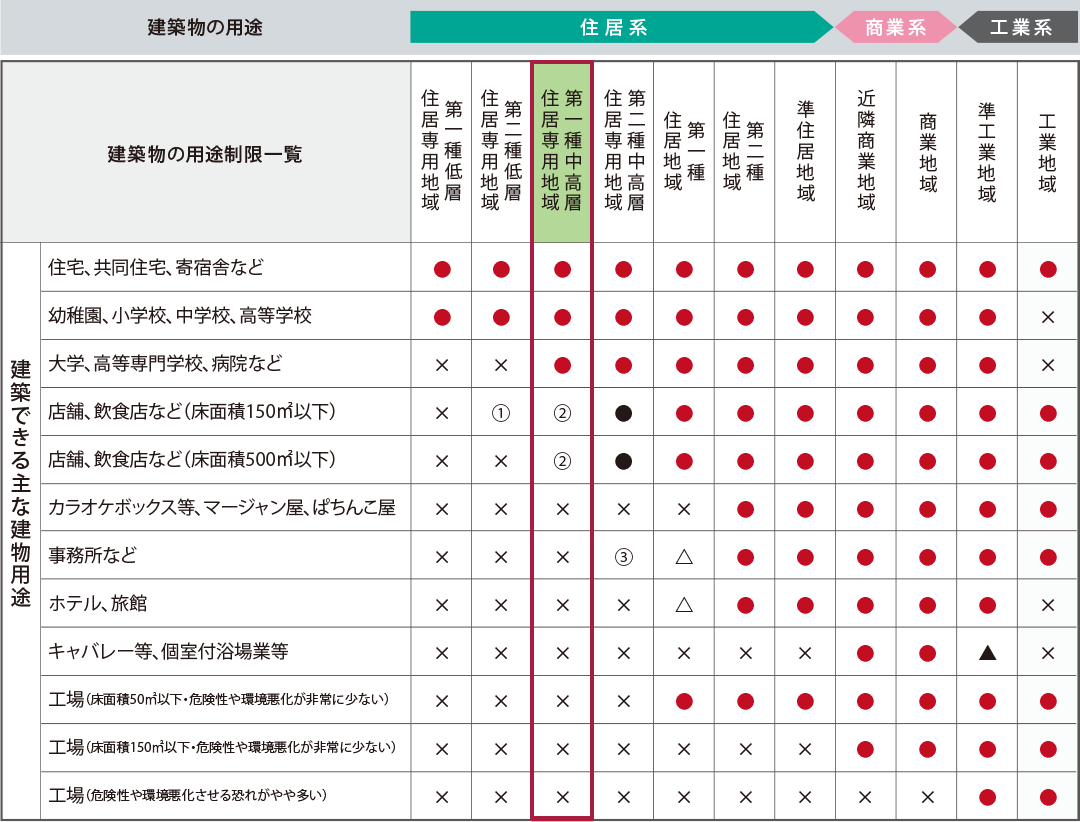 建築物の用途 住居系 商業系 工業系
建築物の用途制限一覧 第一種低層住居専用地域 第二種低層住居専用地域 第一種中高層住居専用地域 第二種中高層住居専用地域 第一種住居地域 第二種住居地域 準住居地域 近隣商業地域 商業地域 準工業地域 工業地域
建築できる主な建物用途
住宅、共同住宅、寄宿舎など ● ● ● ● ● ● ● ● ● ● ●
幼稚園、小学校、中学校、高等学校 ● ● ● ● ● ● ● ● ● ● ×
大学、高等専門学校、病院など × × ● ● ● ● ● ● ● ● ×
店舗、飲食店など（床面積150㎡以下） × ① ② ● ● ● ● ● ● ● ●
店舗、飲食店など（床面積500㎡以下） × × ② ● ● ● ● ● ● ● ●
カラオケボックス等、マージャン屋、ぱちんこ屋 × × × × × ● ● ● ● ● ●
事務所など × × × ③ △ ● ● ● ● ● ●
ホテル、旅館 × × × × △ ● ● ● ● ● ×
キャバレー等、個室付浴場業等 × × × × × × × ● ● ▲ ×
工場（床面積50㎡以下・危険性や環境悪化が非常に少ない） × × × × ● ● ● ● ● ● ●
工場（床面積150㎡以下・危険性や環境悪化が非常に少ない） × × × × × × × ● ● ● ●
工場（危険性や環境悪化させる恐れがやや多い） × × × × × × × × × ● ●